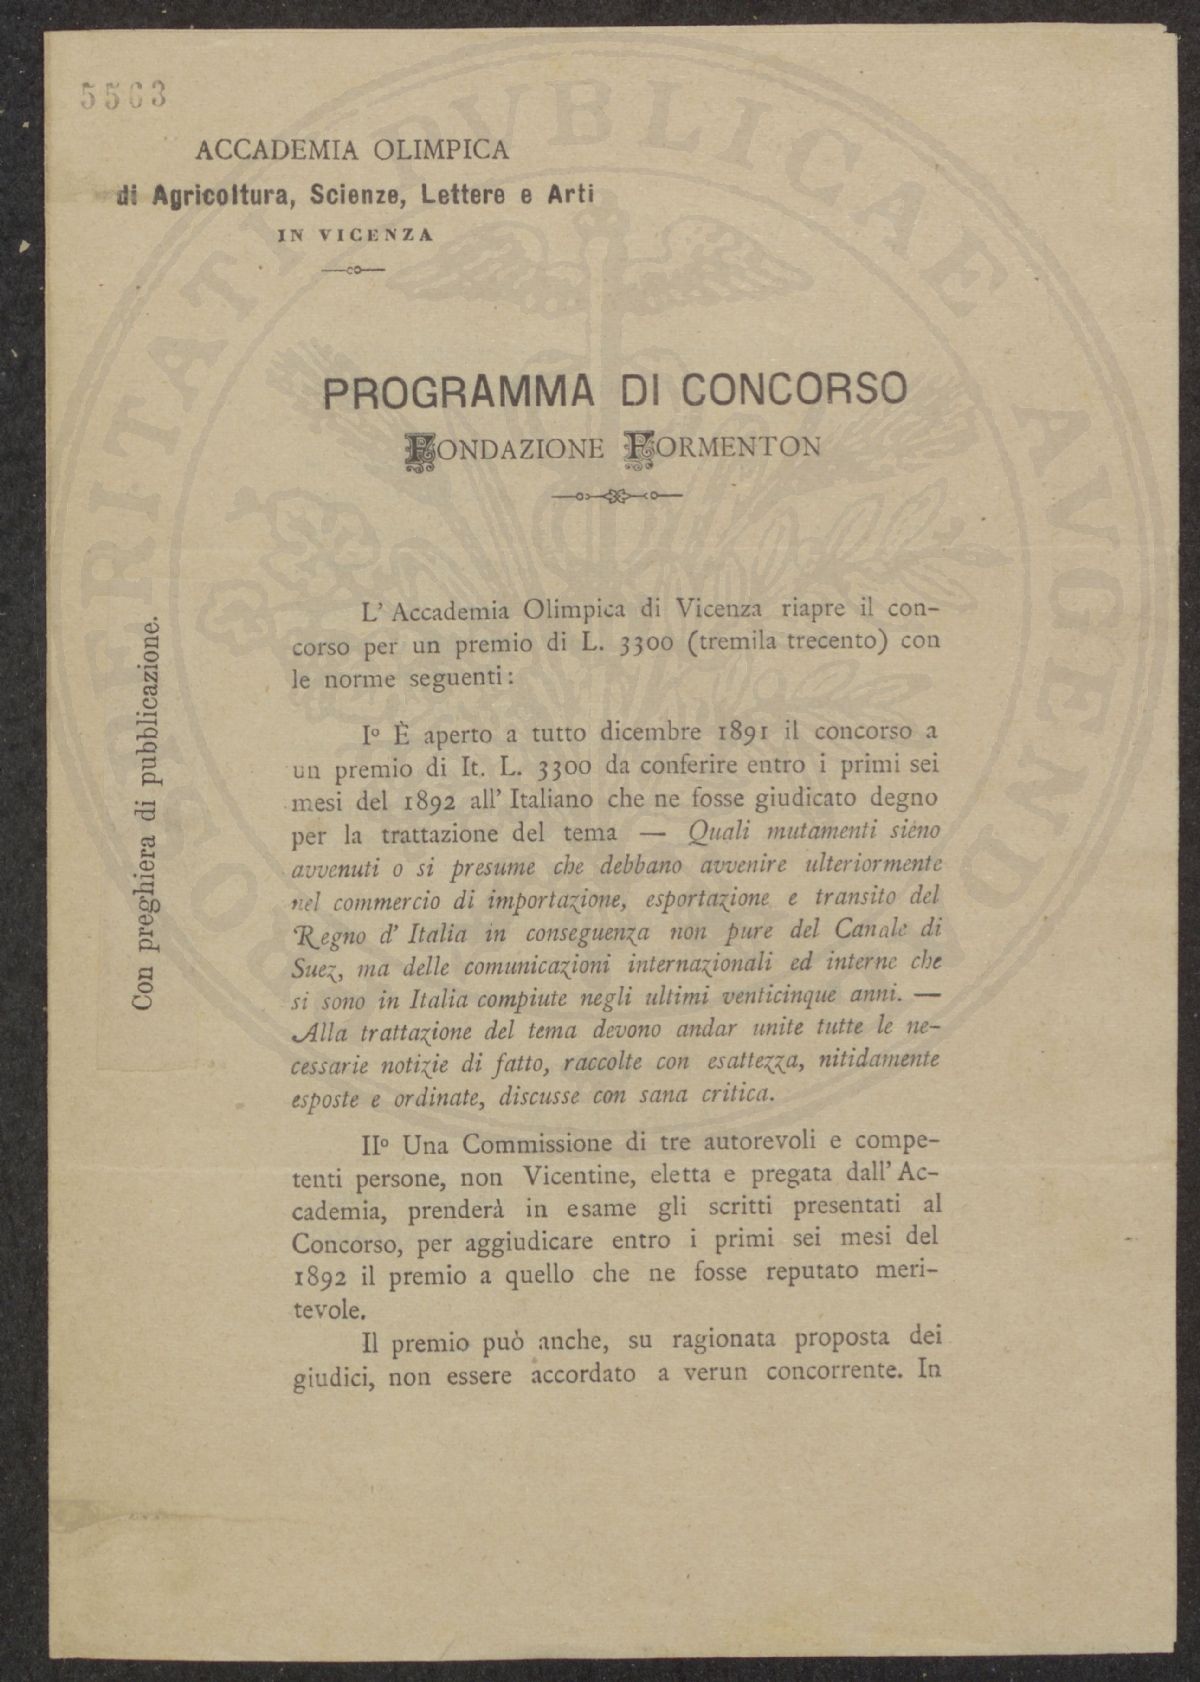 5563
ACCADEMIA OLIMPICA
di Agricoltura, Scienze, Lettere e Arti
IN VICENZA
PROGRAMMA DI CONCORSO
FONDAZIONE FORMENTON
Con preghiera di pubblicazione.
L' Accademia Olimpica di Vicenza riapre il con-
corso per un premio di L. 3300 (tremila trecento) con
le norme seguenti:
Iº È aperto a tutto dicembre 1891 il concorso a
un premio di It. L. 3300 da conferire entro i primi sei
mesi del 1892 all' Italiano che ne fosse giudicato degno
per la trattazione del tema — Quali mutamenti sieno
avvenuti o si presume che debbano avvenire ulteriormente
nel commercio di importazione, esportazione e transito del
Regno d' Italia in conseguenza non pure del Canale di
Suez, ma delle comunicazioni internazionali ed interne che
si sono in Italia compiute negli ultimi venticinque anni. —
Alla trattazione del tema devono andar unite tutte le ne-
cessarie notizie di fatto, raccolte con esattezza, nitidamente
esposte e ordinate, discusse con sana critica.
IIº Una Commissione di tre autorevoli e compe-
tenti persone, non Vicentine, eletta e pregata dall' Ac-
cademia, prenderà in esame gli scritti presentati al
Concorso, per aggiudicare entro i primi sei mesi del
1892 il premio a quello che ne fosse reputato meri-
tevole.
Il premio può anche, su ragionata proposta dei
giudici, non essere accordato a verun concorrente. In
PROSPERITATI PVBLICAE AVGENDAE